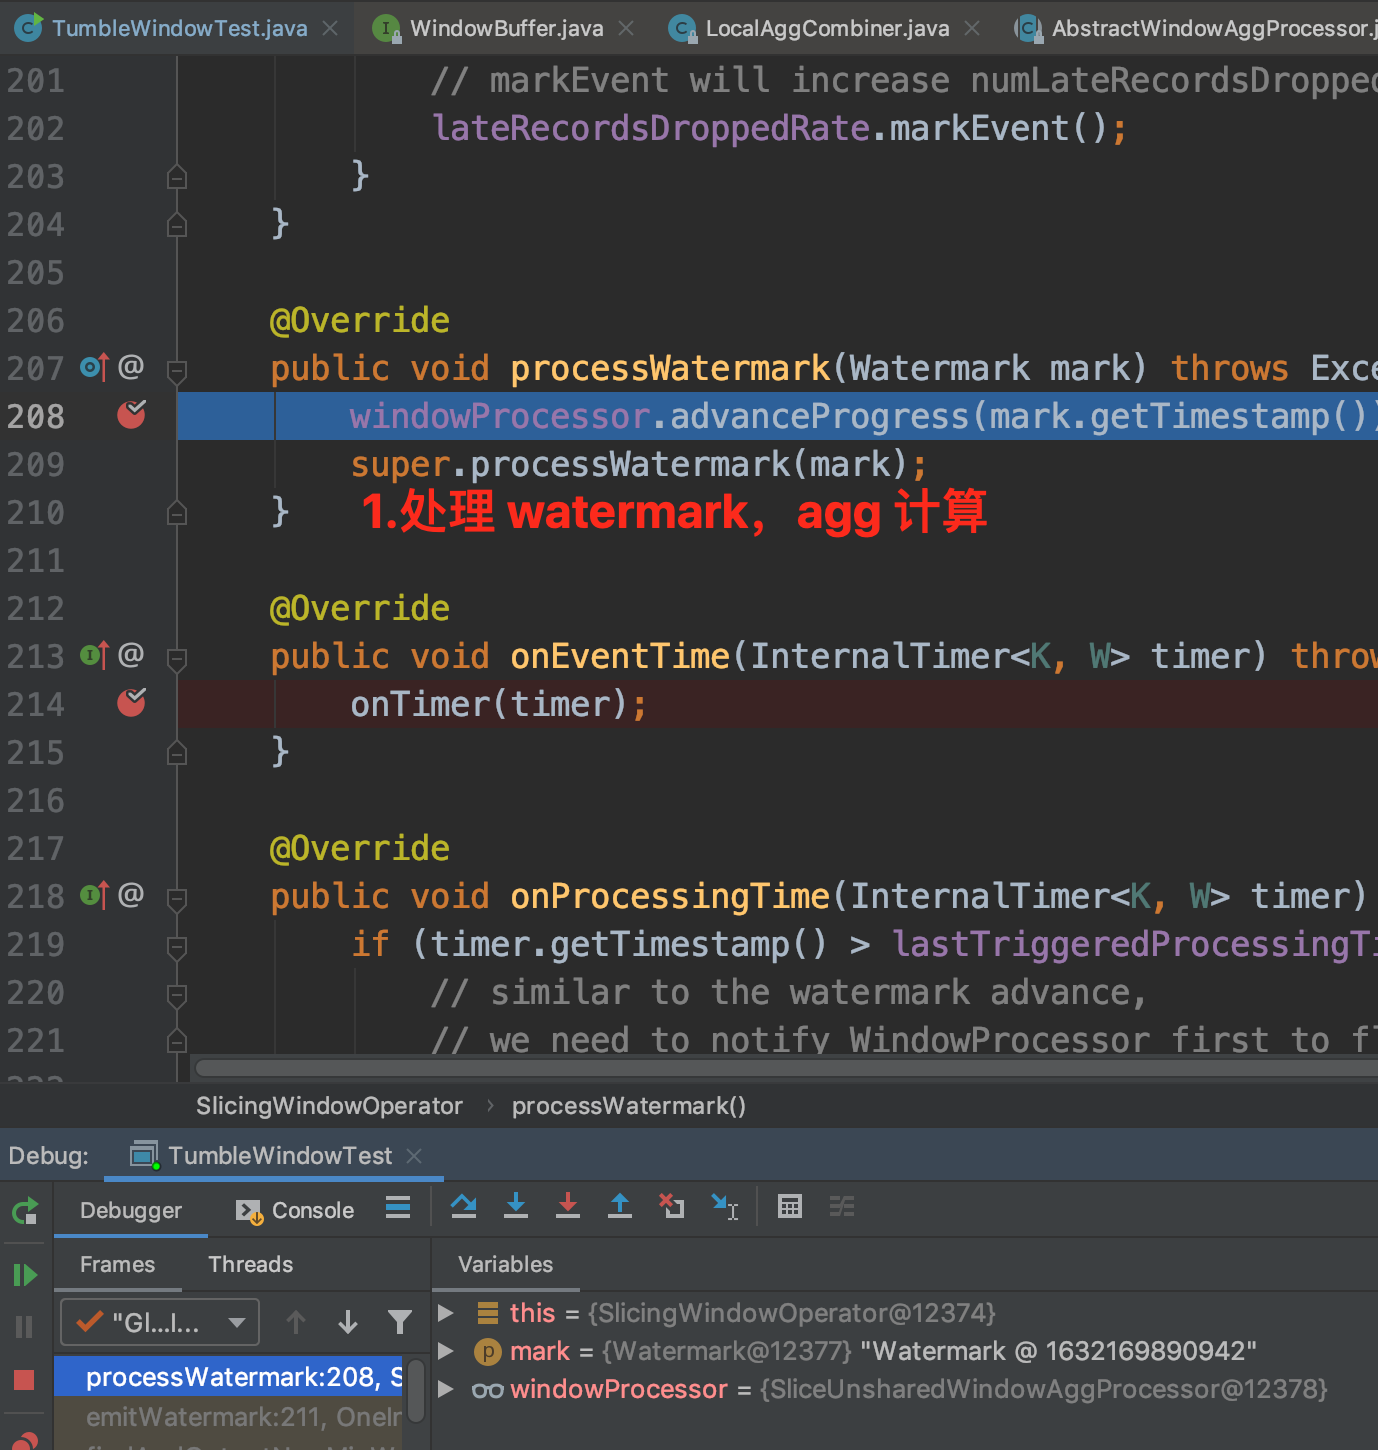 TumbleWindowTest.java
WindowBuffer.java
LocalAggCombiner.java
AbstractWindowAggProcessor.j
201 // markEvent will increase numLateRecordsDropped
202 lateRecordsDroppedRate.markEvent();
203 }
204 }
205
206 @Override
207 @ public void processWatermark(Watermark mark) throws Exce
208 windowProcessor.advanceProgress(mark.getTimestamp())
209 super.processWatermark(mark);
210 } 1.处理 watermark，agg 计算
211
212 @Override
213 @ public void onEventTime(InternalTimer<K, W> timer) throw
214 onTimer(timer);
215 }
216
217 @Override
218 @ public void onProcessingTime(InternalTimer<K, W> timer)
219 if (timer.getTimestamp() > lastTriggeredProcessingTi
220 // similar to the watermark advance,
221 // we need to notify WindowProcessor first to fl
SlicingWindowOperator › processWatermark()
Debug: TumbleWindowTest
Debugger Console
Frames Threads Variables
"Gl...l...
this = {SlicingWindowOperator@12374}
mark = {Watermark@12377} "Watermark @ 1632169890942"
windowProcessor = {SliceUnsharedWindowAggProcessor@12378}
processWatermark:208, S
emitWatermark:211, OneIn